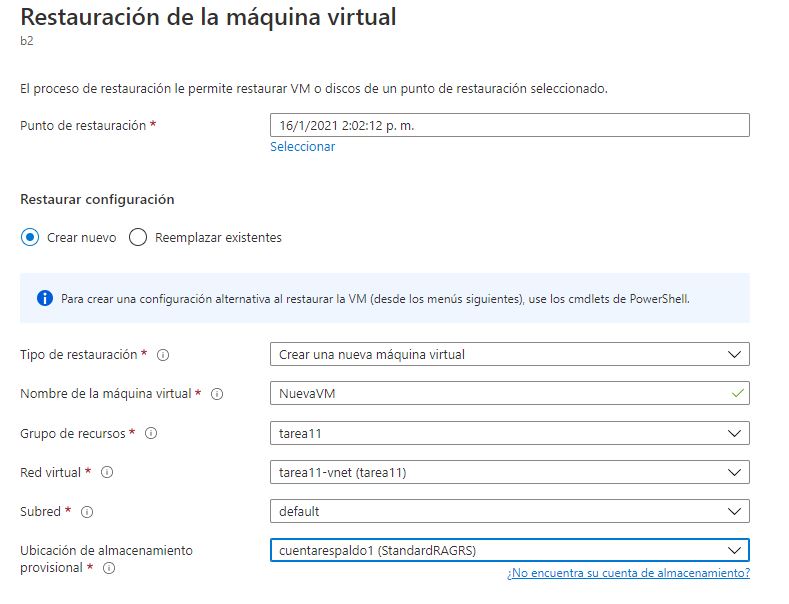 Restauración de la máquina virtual
b2
El proceso de restauración le permite restaurar VM o discos de un punto de restauración seleccionado.
Punto de restauración *
16/1/2021 2:02:12 p. m.
Seleccionar
Restaurar configuración
Crear nuevo
Reemplazar existentes
Para crear una configuración alternativa al restaurar la VM (desde los menús siguientes), use los cmdlets de PowerShell.
Tipo de restauración *
Crear una nueva máquina virtual
Nombre de la máquina virtual *
NuevaVM
Grupo de recursos *
tarea11
Red virtual *
tarea11-vnet (tarea11)
Subred *
default
Ubicación de almacenamiento
provisional *
cuentarespaldo1 (StandardRAGRS)
¿No encuentra su cuenta de almacenamiento?